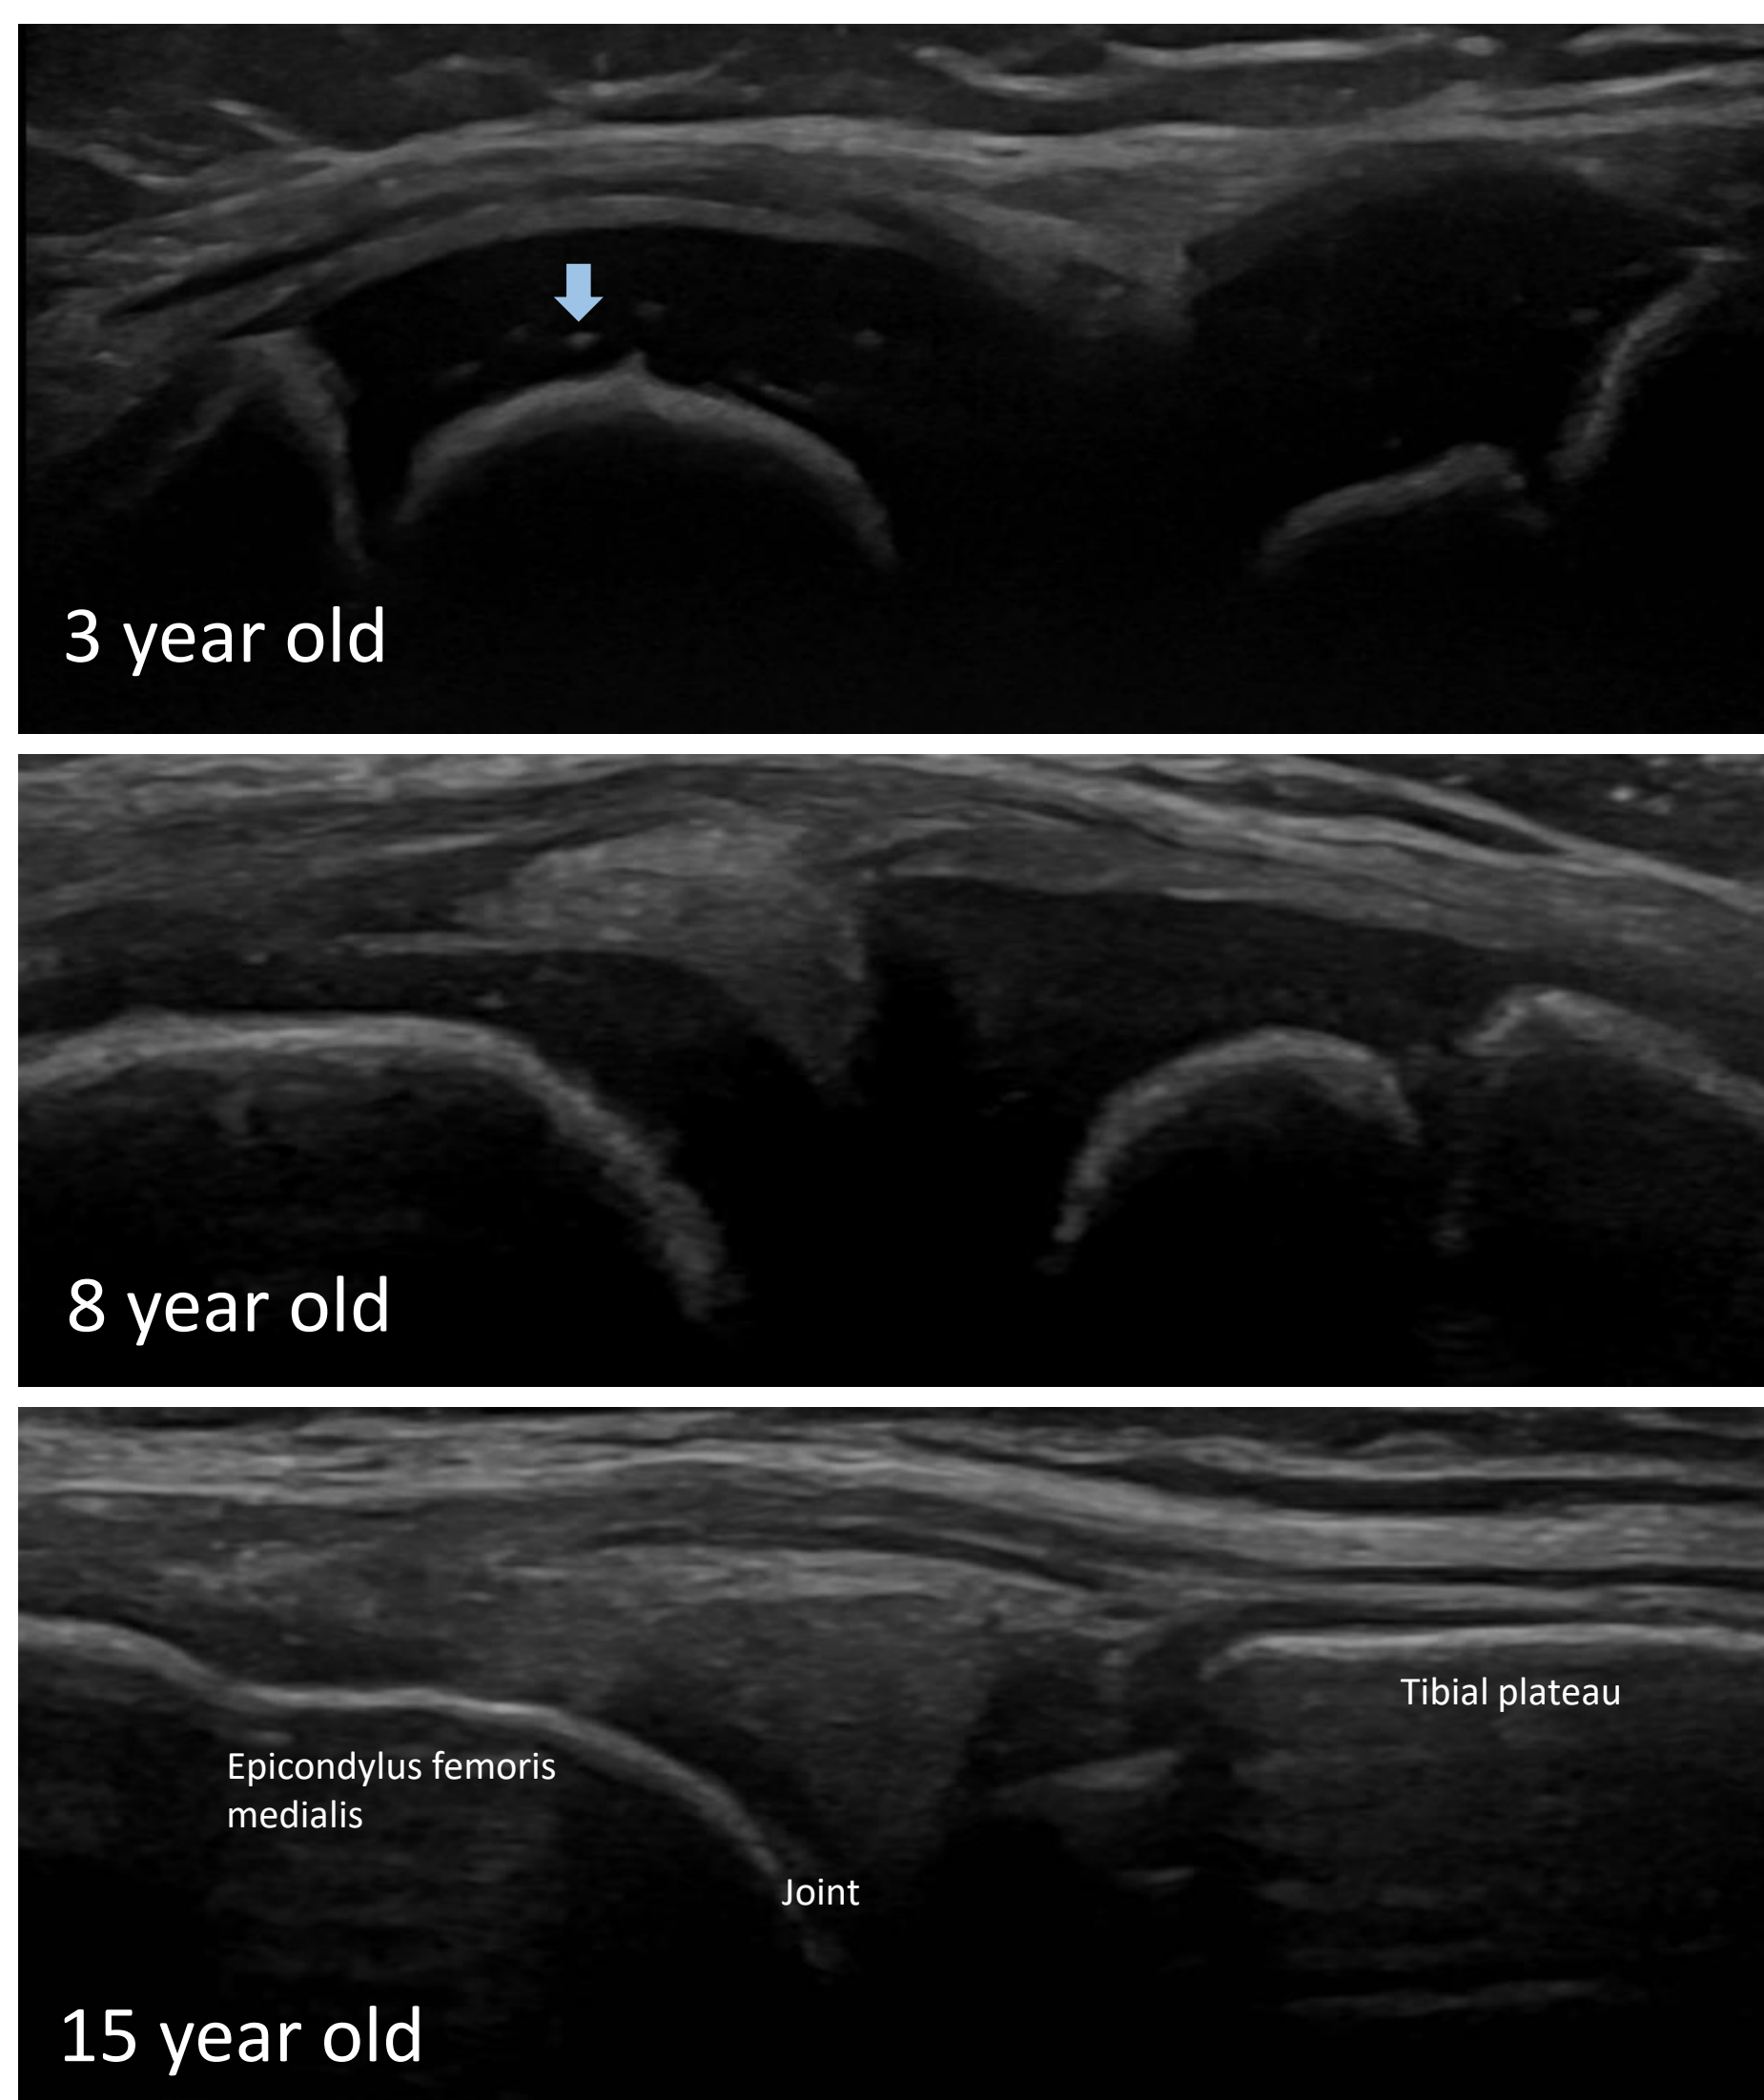 3 year old
8 year old
Tibial plateau
Epicondylus femoris
medialis
Joint
15 year old